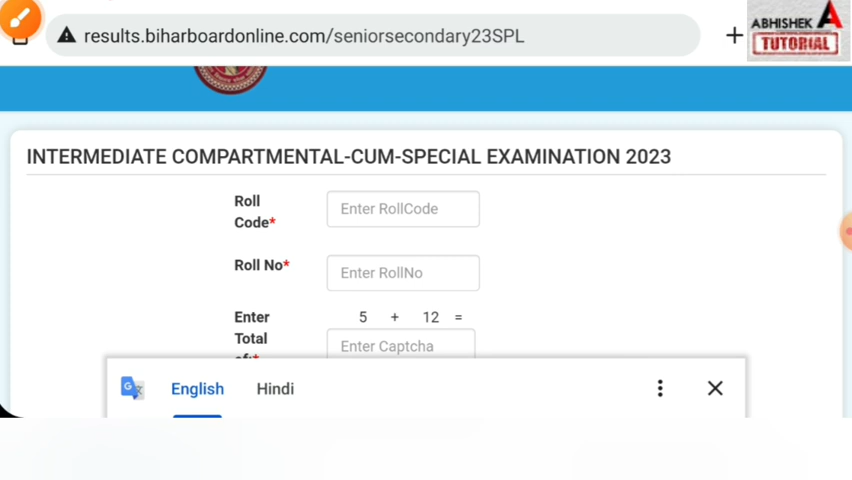 results.biharboardonline.com/seniorsecondary23SPL
ABHISHEK A
TUTORIAL
INTERMEDIATE COMPARTMENTAL-CUM-SPECIAL EXAMINATION 2023
Roll
Code*
Enter RollCode
Roll No*
Enter RollNo
Enter
Total
of:*
5 + 12 =
Enter Captcha
English
Hindi